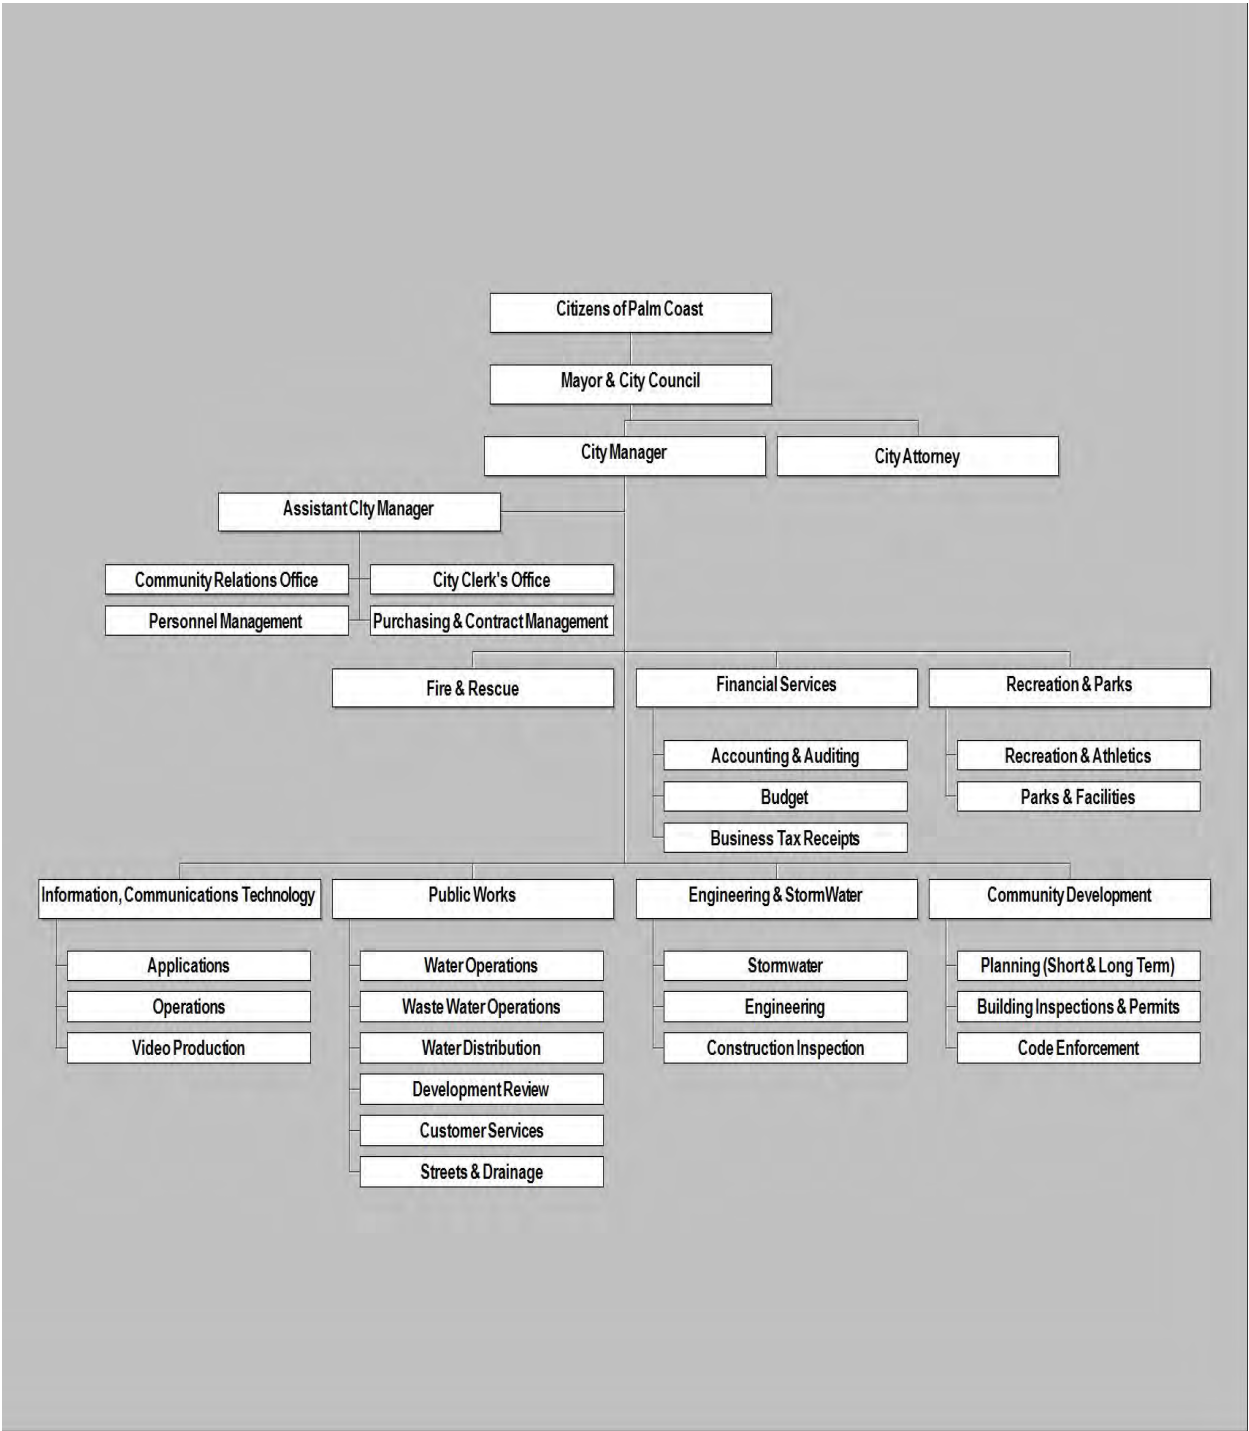 Citizens of Palm Coast
Mayor & City Council
City Manager
City Attorney
Assistant CIty Manager
Community Relations Office
City Clerk's Office
Personnel Management
Purchasing & Contract Management
Fire & Rescue
Financial Services
Recreation & Parks
Accounting & Auditing
Recreation & Athletics
Budget
Parks & Facilities
Business Tax Receipts
Information, Communications Technology
Public Works
Engineering & StormWater
Community Development
Applications
Water Operations
Stormwater
Planning (Short & Long Term)
Operations
Waste Water Operations
Engineering
Building Inspections & Permits
Video Production
Water Distribution
Construction Inspection
Code Enforcement
Development Review
Customer Services
Streets & Drainage